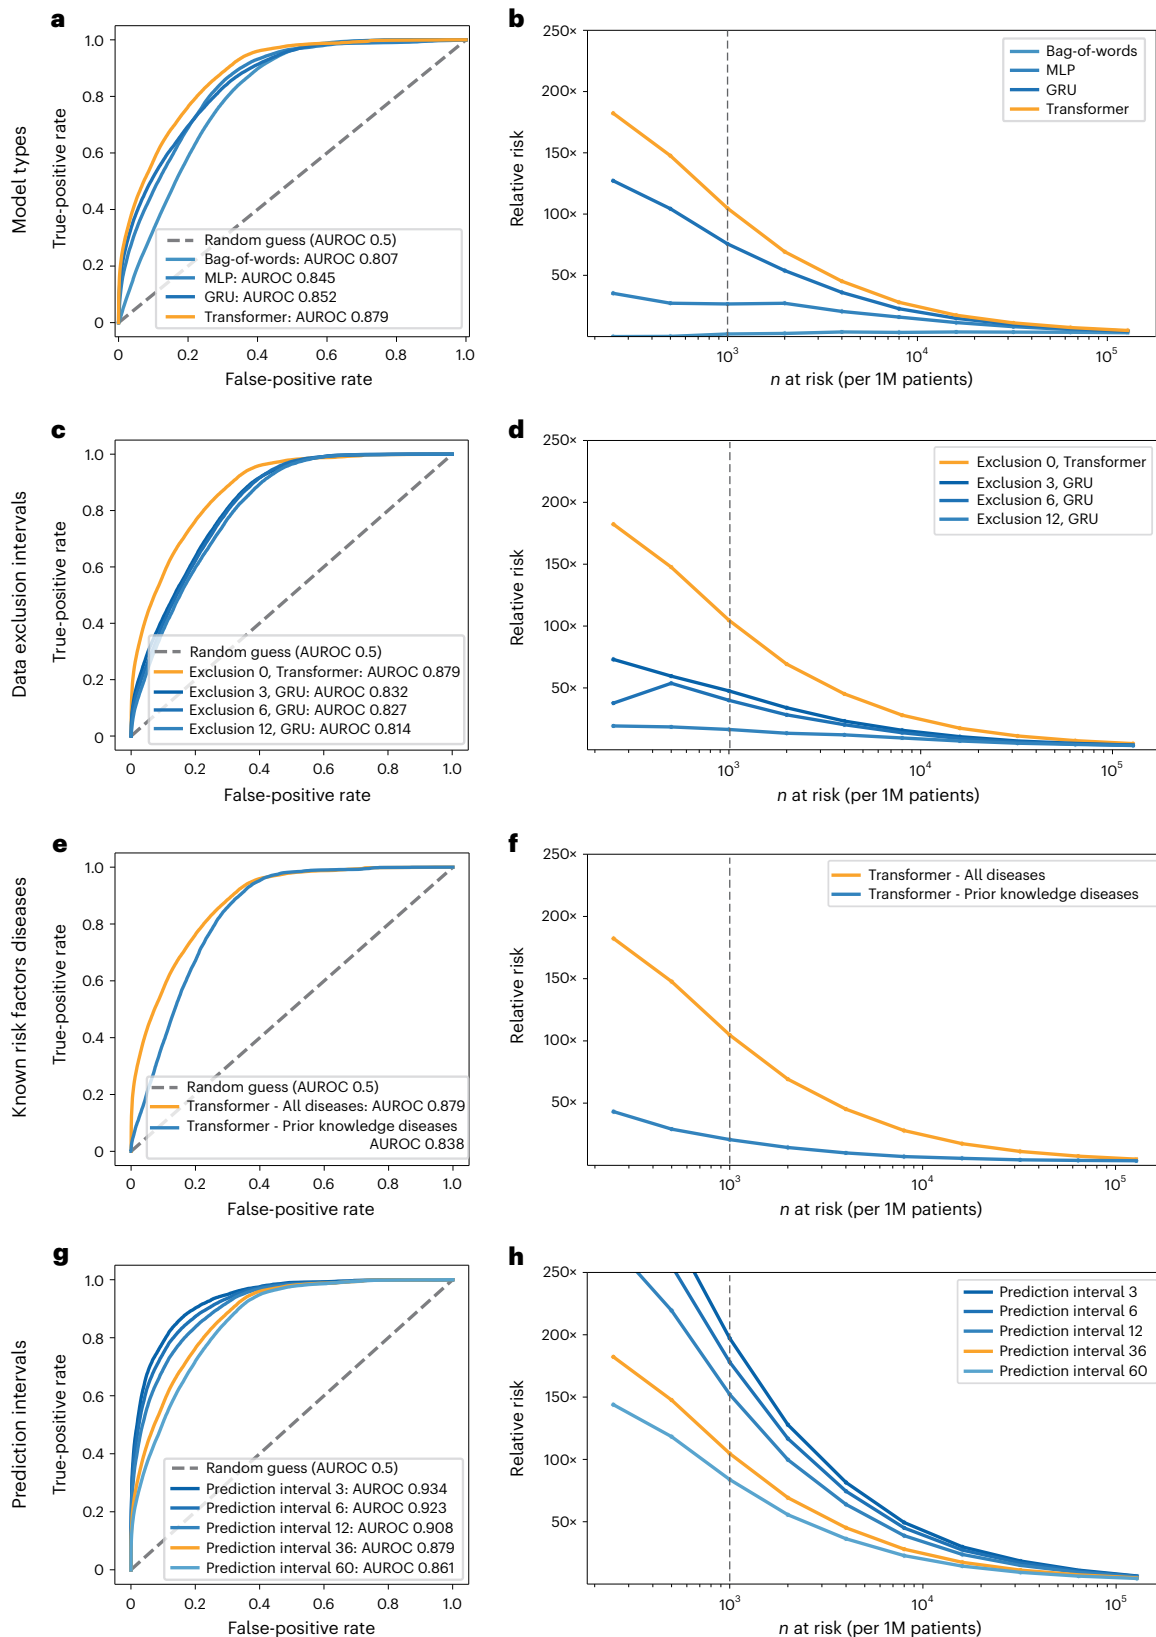 a
Model types
True-positive rate
1.0
0.8
0.6
0.4
0.2
0
Random guess (AUROC 0.5)
Bag-of-words: AUROC 0.807
MLP: AUROC 0.845
GRU: AUROC 0.852
Transformer: AUROC 0.879
0 0.2 0.4 0.6 0.8 1.0
False-positive rate
b
Relative risk
250×
200×
150×
100×
50×
Bag-of-words
MLP
GRU
Transformer
10³ 10⁴ 10⁵
n at risk (per 1M patients)
c
Data exclusion intervals
True-positive rate
1.0
0.8
0.6
0.4
0.2
0
Random guess (AUROC 0.5)
Exclusion 0, Transformer: AUROC 0.879
Exclusion 3, GRU: AUROC 0.832
Exclusion 6, GRU: AUROC 0.827
Exclusion 12, GRU: AUROC 0.814
0 0.2 0.4 0.6 0.8 1.0
False-positive rate
d
Relative risk
250×
200×
150×
100×
50×
Exclusion 0, Transformer
Exclusion 3, GRU
Exclusion 6, GRU
Exclusion 12, GRU
10³ 10⁴ 10⁵
n at risk (per 1M patients)
e
Known risk factors diseases
True-positive rate
1.0
0.8
0.6
0.4
0.2
0
Random guess (AUROC 0.5)
Transformer - All diseases: AUROC 0.879
Transformer - Prior knowledge diseases
AUROC 0.838
0 0.2 0.4 0.6 0.8 1.0
False-positive rate
f
Relative risk
250×
200×
150×
100×
50×
Transformer - All diseases
Transformer - Prior knowledge diseases
10³ 10⁴ 10⁵
n at risk (per 1M patients)
g
Prediction intervals
True-positive rate
1.0
0.8
0.6
0.4
0.2
0
Random guess (AUROC 0.5)
Prediction interval 3: AUROC 0.934
Prediction interval 6: AUROC 0.923
Prediction interval 12: AUROC 0.908
Prediction interval 36: AUROC 0.879
Prediction interval 60: AUROC 0.861
0 0.2 0.4 0.6 0.8 1.0
False-positive rate
h
Relative risk
250×
200×
150×
100×
50×
Prediction interval 3
Prediction interval 6
Prediction interval 12
Prediction interval 36
Prediction interval 60
10³ 10⁴ 10⁵
n at risk (per 1M patients)